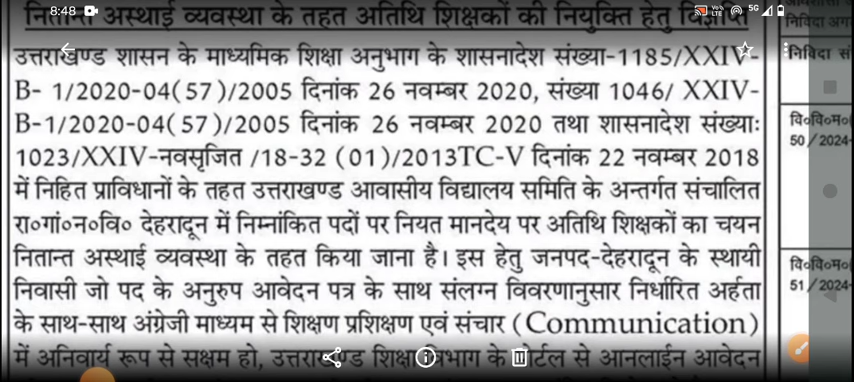 8:48
5G
नितान्त अस्थाई व्यवस्था के तहत अतिथि शिक्षकों की नियुक्ति हेतु
उत्तराखण्ड शासन के माध्यमिक शिक्षा अनुभाग के शासनादेश संख्या-1185/XXIV-
B- 1/2020-04(57)/2005 दिनांक 26 नवम्बर 2020, संख्या 1046/ XXIV-
B-1/2020-04(57)/2005 दिनांक 26 नवम्बर 2020 तथा शासनादेश संख्याः
1023/XXIV-नवसृजित /18-32 (01)/2013TC-V दिनांक 22 नवम्बर 2018
में निहित प्राविधानों के तहत उत्तराखण्ड आवासीय विद्यालय समिति के अन्तर्गत संचालित
रा०गां०न०वि० देहरादून में निम्नांकित पदों पर नियत मानदेय पर अतिथि शिक्षकों का चयन
नितान्त अस्थाई व्यवस्था के तहत किया जाना है। इस हेतु जनपद-देहरादून के स्थायी
निवासी जो पद के अनुरुप आवेदन पत्र के साथ संलग्न विवरणानुसार निर्धारित अर्हता
के साथ-साथ अंग्रेजी माध्यम से शिक्षण प्रशिक्षण एवं संचार (Communication)
में अनिवार्य रूप से सक्षम हो, उत्तराखण्ड शिक्षा विभाग के पोर्टल से आनलाईन आवेदन
निविदा अग
निविदा सं
वि०वि०म०
50/2024-
वि०वि०म०
51/2024-